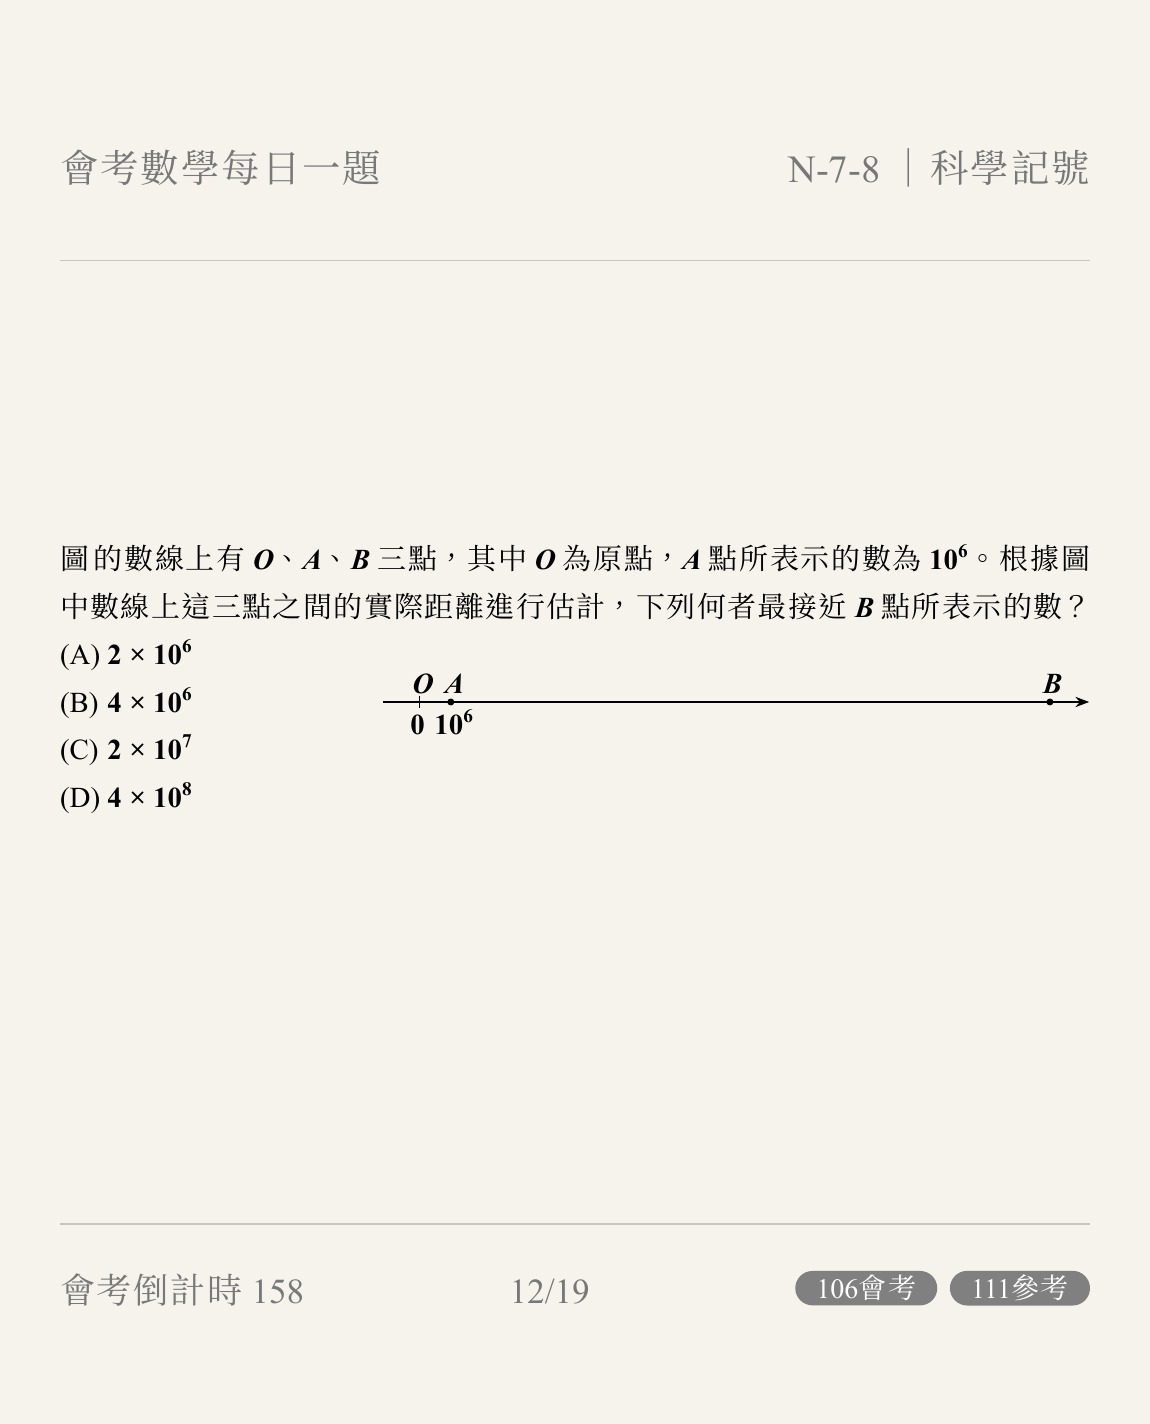 會考數學每日一題
N-7-8 ｜科學記號
圖的數線上有 O、A、B 三點，其中 O 為原點，A 點所表示的數為 10⁶。根據圖
中數線上這三點之間的實際距離進行估計，下列何者最接近 B 點所表示的數？
(A) 2 × 10⁶
(B) 4 × 10⁶
(C) 2 × 10⁷
(D) 4 × 10⁸
O A B
0 10⁶
會考倒計時 158
12/19
106會考
111參考